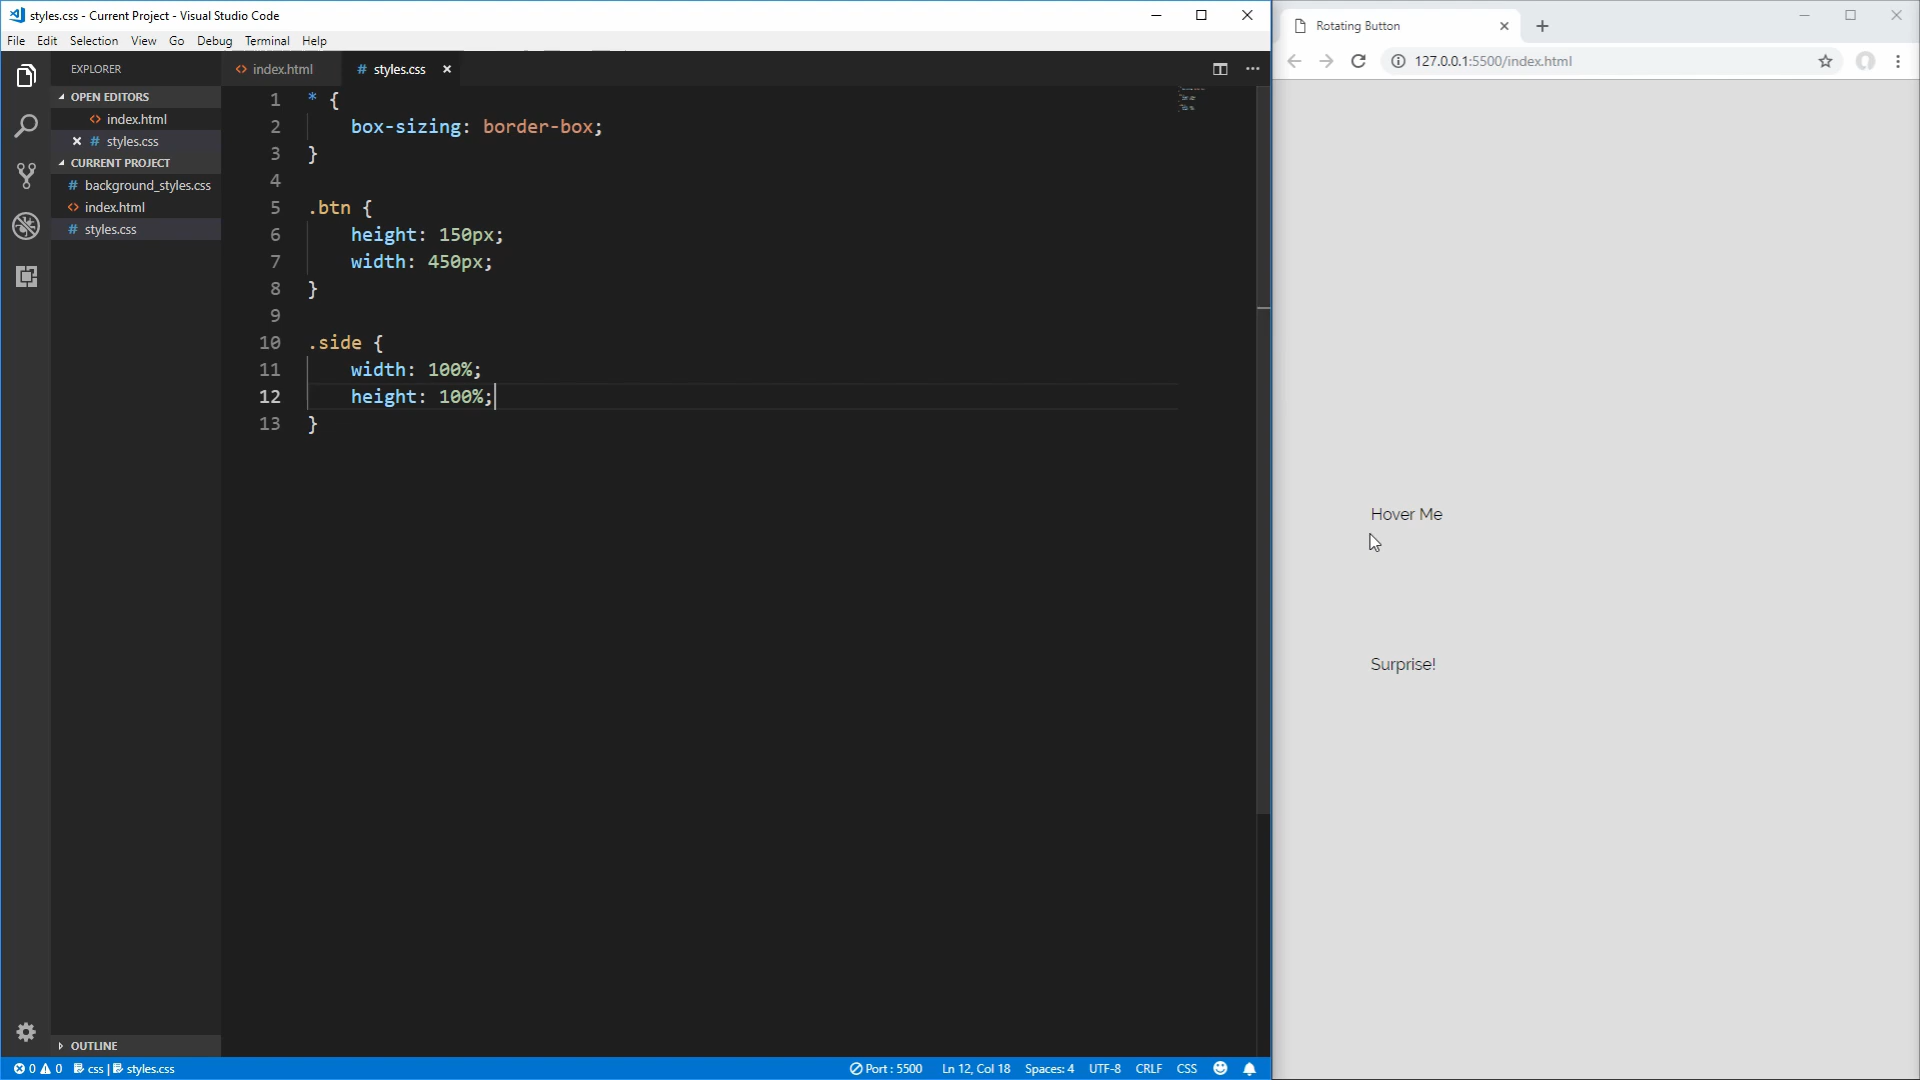 styles.css - Current Project - Visual Studio Code
File Edit Selection View Go Debug Terminal Help
EXPLORER
OPEN EDITORS
index.html
styles.css
CURRENT PROJECT
background_styles.css
index.html
styles.css
OUTLINE
index.html
# styles.css
1 * {
2 box-sizing: border-box;
3 }
4
5 .btn {
6 height: 150px;
7 width: 450px;
8 }
9
10 .side {
11 width: 100%;
12 height: 100%;
13 }
0 0 css | styles.css
Port : 5500 Ln 12, Col 18 Spaces: 4 UTF-8 CRLF CSS
Rotating Button
127.0.0.1:5500/index.html
Hover Me
Surprise!